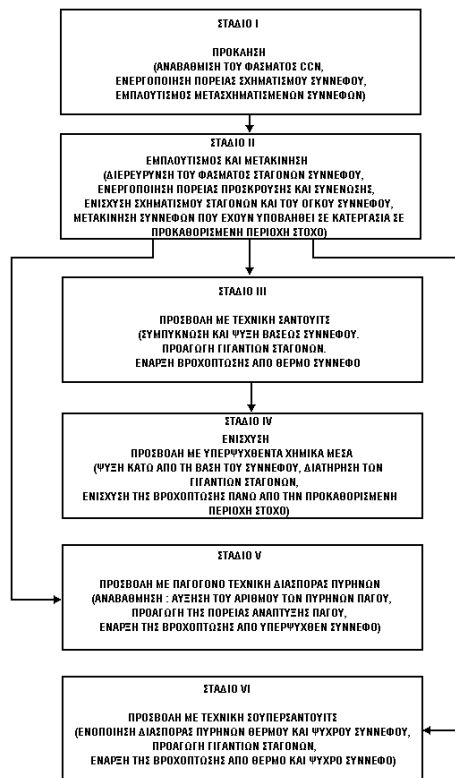 ΣΤΑΔΙΟ Ι
ΠΡΟΚΛΗΣΗ
(ΑΝΑΒΑΘΜΙΣΗ ΤΟΥ ΦΑΣΜΑΤΟΣ CCN,
ΕΝΕΡΓΟΠΟΙΗΣΗ ΠΟΡΕΙΑΣ ΣΧΗΜΑΤΙΣΜΟΥ ΣΥΝΝΕΦΟΥ,
ΕΜΠΛΟΥΤΙΣΜΟΣ ΜΕΤΑΣΧΗΜΑΤΙΣΜΕΝΩΝ ΣΥΝΝΕΦΩΝ)
ΣΤΑΔΙΟ ΙΙ
ΕΜΠΛΟΥΤΙΣΜΟΣ ΚΑΙ ΜΕΤΑΚΙΝΗΣΗ
(ΔΙΕΡΕΥΡΥΝΣΗ ΤΟΥ ΦΑΣΜΑΤΟΣ ΣΤΑΓΟΝΩΝ ΣΥΝΝΕΦΟΥ,
ΕΝΕΡΓΟΠΟΙΗΣΗ ΠΟΡΕΙΑΣ ΠΡΟΣΚΡΟΥΣΗΣ ΚΑΙ ΣΥΝΕΝΩΣΗΣ,
ΕΝΙΣΧΥΣΗ ΣΧΗΜΑΤΙΣΜΟΥ ΣΤΑΓΟΝΩΝ ΚΑΙ ΤΟΥ ΟΓΚΟΥ ΣΥΝΝΕΦΟΥ,
ΜΕΤΑΚΙΝΗΣΗ ΣΥΝΝΕΦΩΝ ΠΟΥ ΕΧΟΥΝ ΥΠΟΒΛΗΘΕΙ ΣΕ ΚΑΤΕΡΓΑΣΙΑ ΣΕ
ΠΡΟΚΑΘΟΡΙΣΜΕΝΗ ΠΕΡΙΟΧΗ ΣΤΟΧΟ)
ΣΤΑΔΙΟ ΙΙΙ
ΠΡΟΣΒΟΛΗ ΜΕ ΤΕΧΝΙΚΗ ΣΑΝΤΟΥΙΤΣ
(ΣΥΜΠΥΚΝΩΣΗ ΚΑΙ ΨΥΞΗ ΒΑΣΕΩΣ ΣΥΝΝΕΦΟΥ.
ΠΡΟΑΓΩΓΗ ΓΙΓΑΝΤΙΩΝ ΣΤΑΓΟΝΩΝ.
ΕΝΑΡΞΗ ΒΡΟΧΟΠΤΩΣΗΣ ΑΠΟ ΘΕΡΜΟ ΣΥΝΝΕΦΟ
ΣΤΑΔΙΟ IV
ΕΝΙΣΧΥΣΗ
ΠΡΟΣΒΟΛΗ ΜΕ ΥΠΕΡΨΥΧΘΕΝΤΑ ΧΗΜΙΚΑ ΜΕΣΑ
(ΨΥΞΗ ΚΑΤΩ ΑΠΟ ΤΗ ΒΑΣΗ ΤΟΥ ΣΥΝΝΕΦΟΥ, ΔΙΑΤΗΡΗΣΗ ΤΩΝ
ΓΙΓΑΝΤΙΩΝ ΣΤΑΓΟΝΩΝ,
ΕΝΙΣΧΥΣΗ ΤΗΣ ΒΡΟΧΟΠΤΩΣΗΣ ΠΑΝΩ ΑΠΟ ΤΗΝ ΠΡΟΚΑΘΟΡΙΣΜΕΝΗ
ΠΕΡΙΟΧΗ ΣΤΟΧΟ)
ΣΤΑΔΙΟ V
ΠΡΟΣΒΟΛΗ ΜΕ ΠΑΓΟΓΟΝΟ ΤΕΧΝΙΚΗ ΔΙΑΣΠΟΡΑΣ ΠΥΡΗΝΩΝ
(ΑΝΑΒΑΘΜΗΣΗ : ΑΥΞΗΣΗ ΤΟΥ ΑΡΙΘΜΟΥ ΤΩΝ ΠΥΡΗΝΩΝ ΠΑΓΟΥ,
ΠΡΟΑΓΩΓΗ ΤΗΣ ΠΟΡΕΙΑΣ ΑΝΑΠΤΥΞΗΣ ΠΑΓΟΥ,
ΕΝΑΡΞΗ ΤΗΣ ΒΡΟΧΟΠΤΩΣΗΣ ΑΠΟ ΥΠΕΡΨΥΧΘΕΝ ΣΥΝΝΕΦΟ)
ΣΤΑΔΙΟ VI
ΠΡΟΣΒΟΛΗ ΜΕ ΤΕΧΝΙΚΗ ΣΟΥΠΕΡΣΑΝΤΟΥΙΤΣ
(ΕΝΟΠΟΙΗΣΗ ΔΙΑΣΠΟΡΑΣ ΠΥΡΗΝΩΝ ΘΕΡΜΟΥ ΚΑΙ ΨΥΧΡΟΥ ΣΥΝΝΕΦΟΥ,
ΠΡΟΑΓΩΓΗ ΓΙΓΑΝΤΙΩΝ ΣΤΑΓΟΝΩΝ,
ΕΝΑΡΞΗ ΤΗΣ ΒΡΟΧΟΠΤΩΣΗΣ ΑΠΟ ΘΕΡΜΟ ΚΑΙ ΨΥΧΡΟ ΣΥΝΝΕΦΟ)